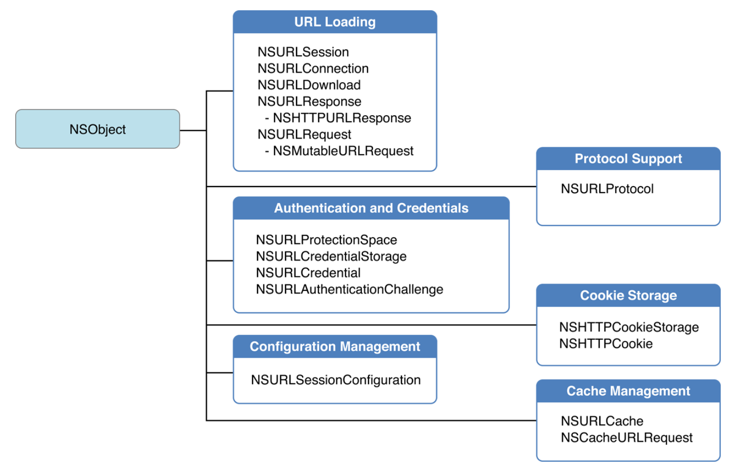 NSObject
URL Loading
NSURLSession
NSURLConnection
NSURLDownload
NSURLResponse
- NSHTTPURLResponse
NSURLRequest
- NSMutableURLRequest
Protocol Support
NSURLProtocol
Authentication and Credentials
NSURLProtectionSpace
NSURLCredentialStorage
NSURLCredential
NSURLAuthenticationChallenge
Cookie Storage
NSHTTPCookieStorage
NSHTTPCookie
Configuration Management
NSURLSessionConfiguration
Cache Management
NSURLCache
NSCacheURLRequest